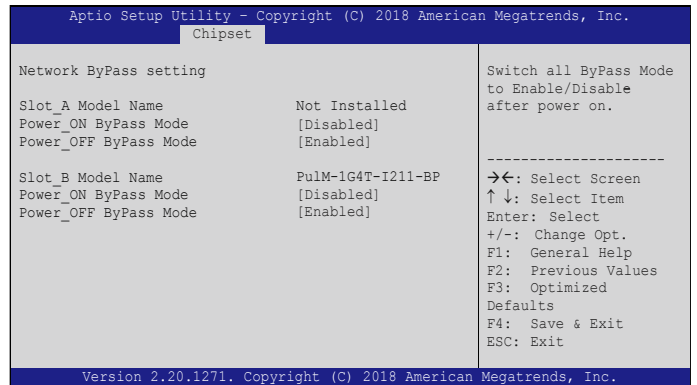 Aptio Setup Utility – Copyright (C) 2018 American Megatrends, Inc.
Chipset
Network ByPass setting
Slot_A Model Name Not Installed
Power_ON ByPass Mode [Disabled]
Power_OFF ByPass Mode [Enabled]
Slot_B Model Name PulM-1G4T-I211-BP
Power_ON ByPass Mode [Disabled]
Power_OFF ByPass Mode [Enabled]
Switch all ByPass Mode
to Enable/Disable
after power on.
---------------------
→←: Select Screen
↑ ↓: Select Item
Enter: Select
+/-: Change Opt.
F1: General Help
F2: Previous Values
F3: Optimized
Defaults
F4: Save & Exit
ESC: Exit
Version 2.20.1271. Copyright (C) 2018 American Megatrends, Inc.